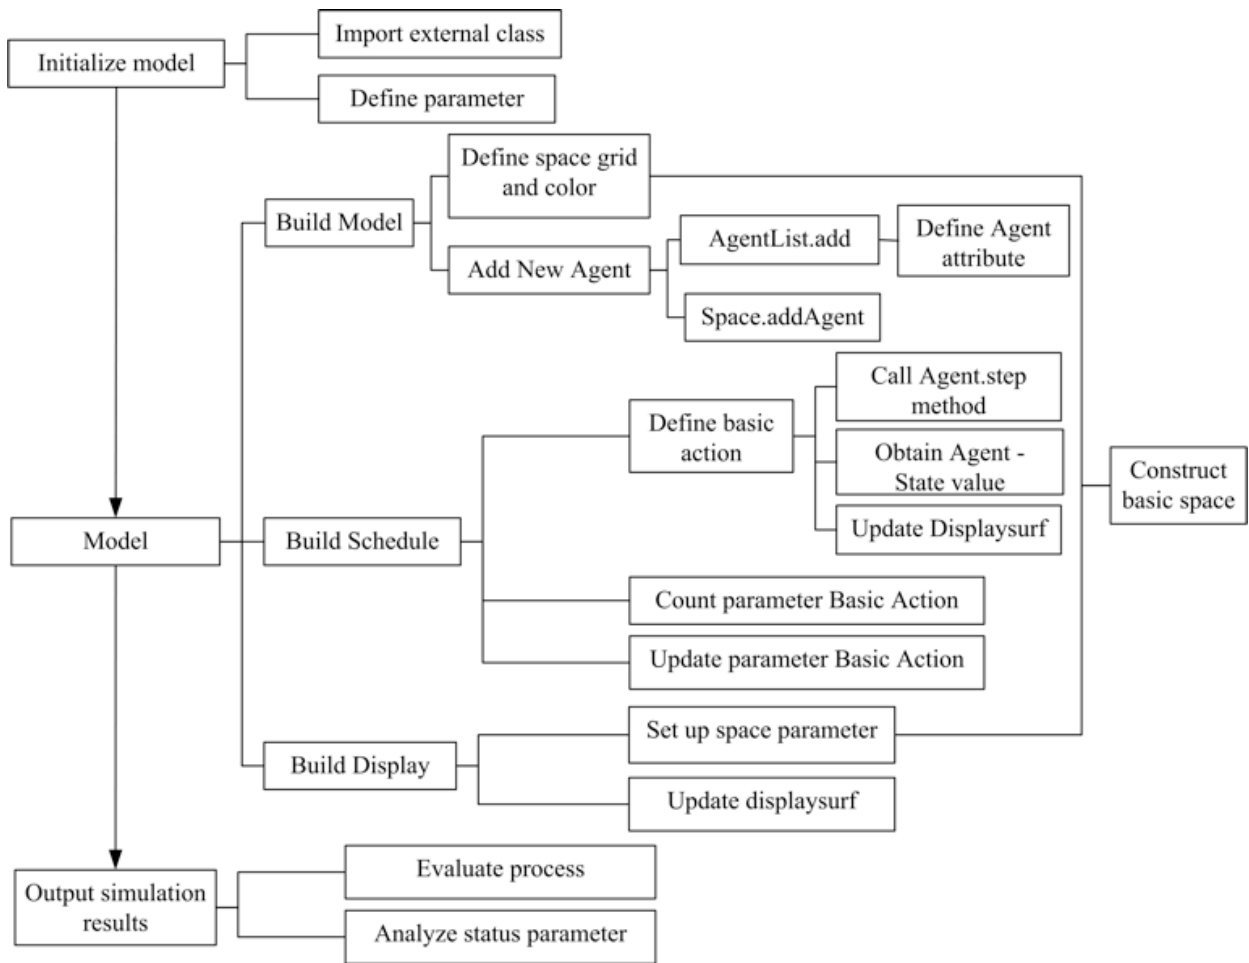 Import external class
Initialize model
Define parameter
Define space grid
and color
Build Model
AgentList.add
Define Agent
attribute
Add New Agent
Space.addAgent
Call Agent.step
method
Define basic
action
Obtain Agent -
State value
Construct
basic space
Model
Build Schedule
Update Displaysurf
Count parameter Basic Action
Update parameter Basic Action
Set up space parameter
Build Display
Update displaysurf
Evaluate process
Output simulation
results
Analyze status parameter